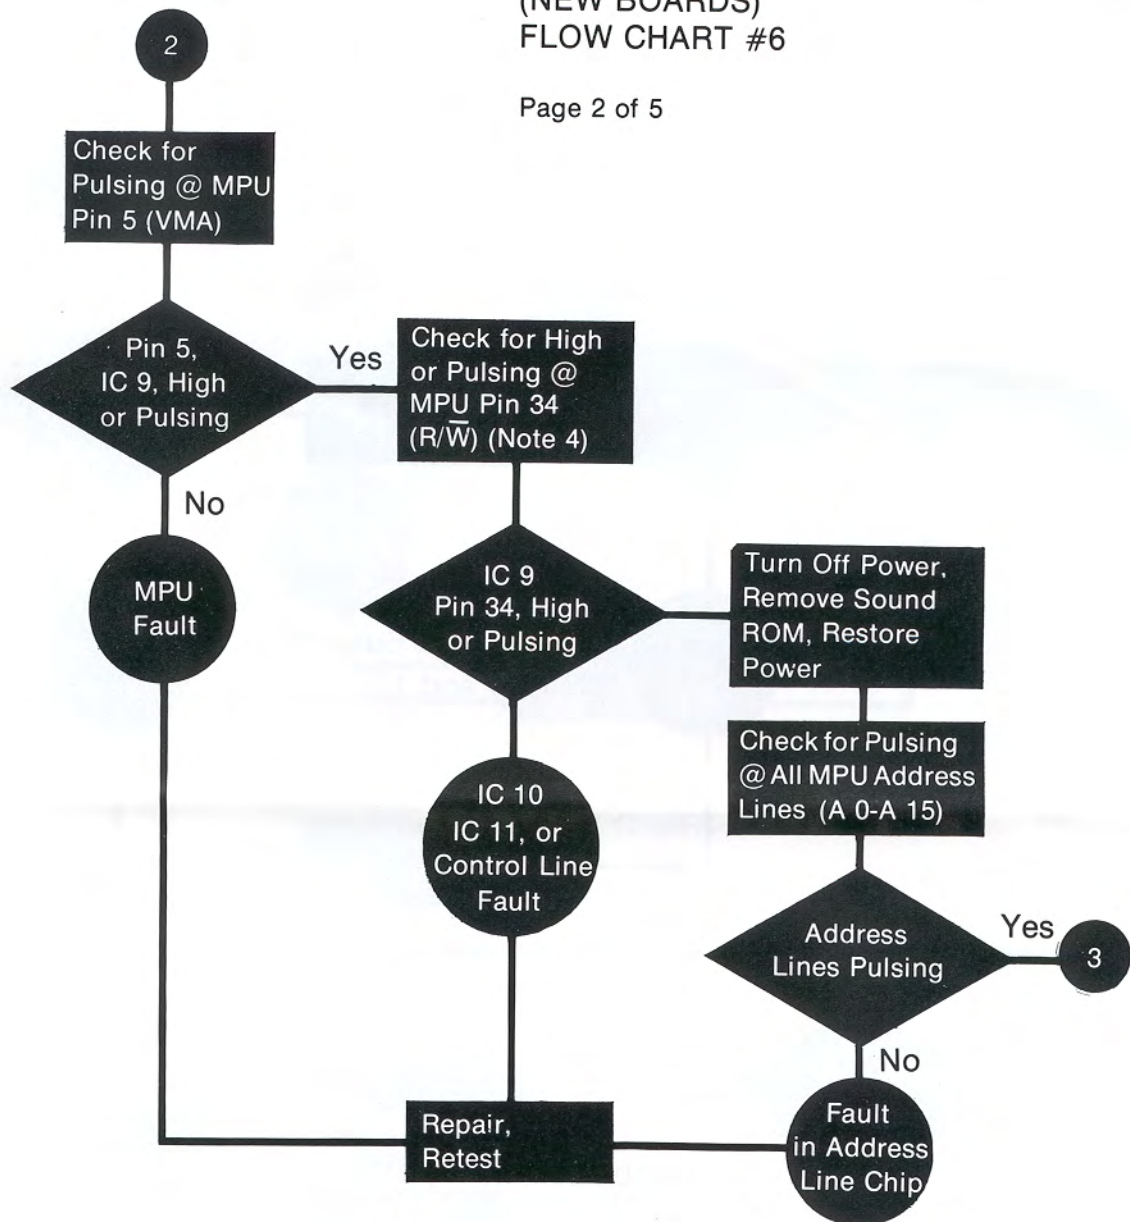 (NEW BOARDS)
FLOW CHART #6
Page 2 of 5
2
Check for
Pulsing @ MPU
Pin 5 (VMA)
Pin 5,
IC 9, High
or Pulsing
Yes
No
MPU
Fault
Check for High
or Pulsing @
MPU Pin 34
(R/W̅) (Note 4)
IC 9
Pin 34, High
or Pulsing
IC 10
IC 11, or
Control Line
Fault
Turn Off Power,
Remove Sound
ROM, Restore
Power
Check for Pulsing
@ All MPU Address
Lines (A 0-A 15)
Address
Lines Pulsing
Yes
3
No
Fault
in Address
Line Chip
Repair,
Retest